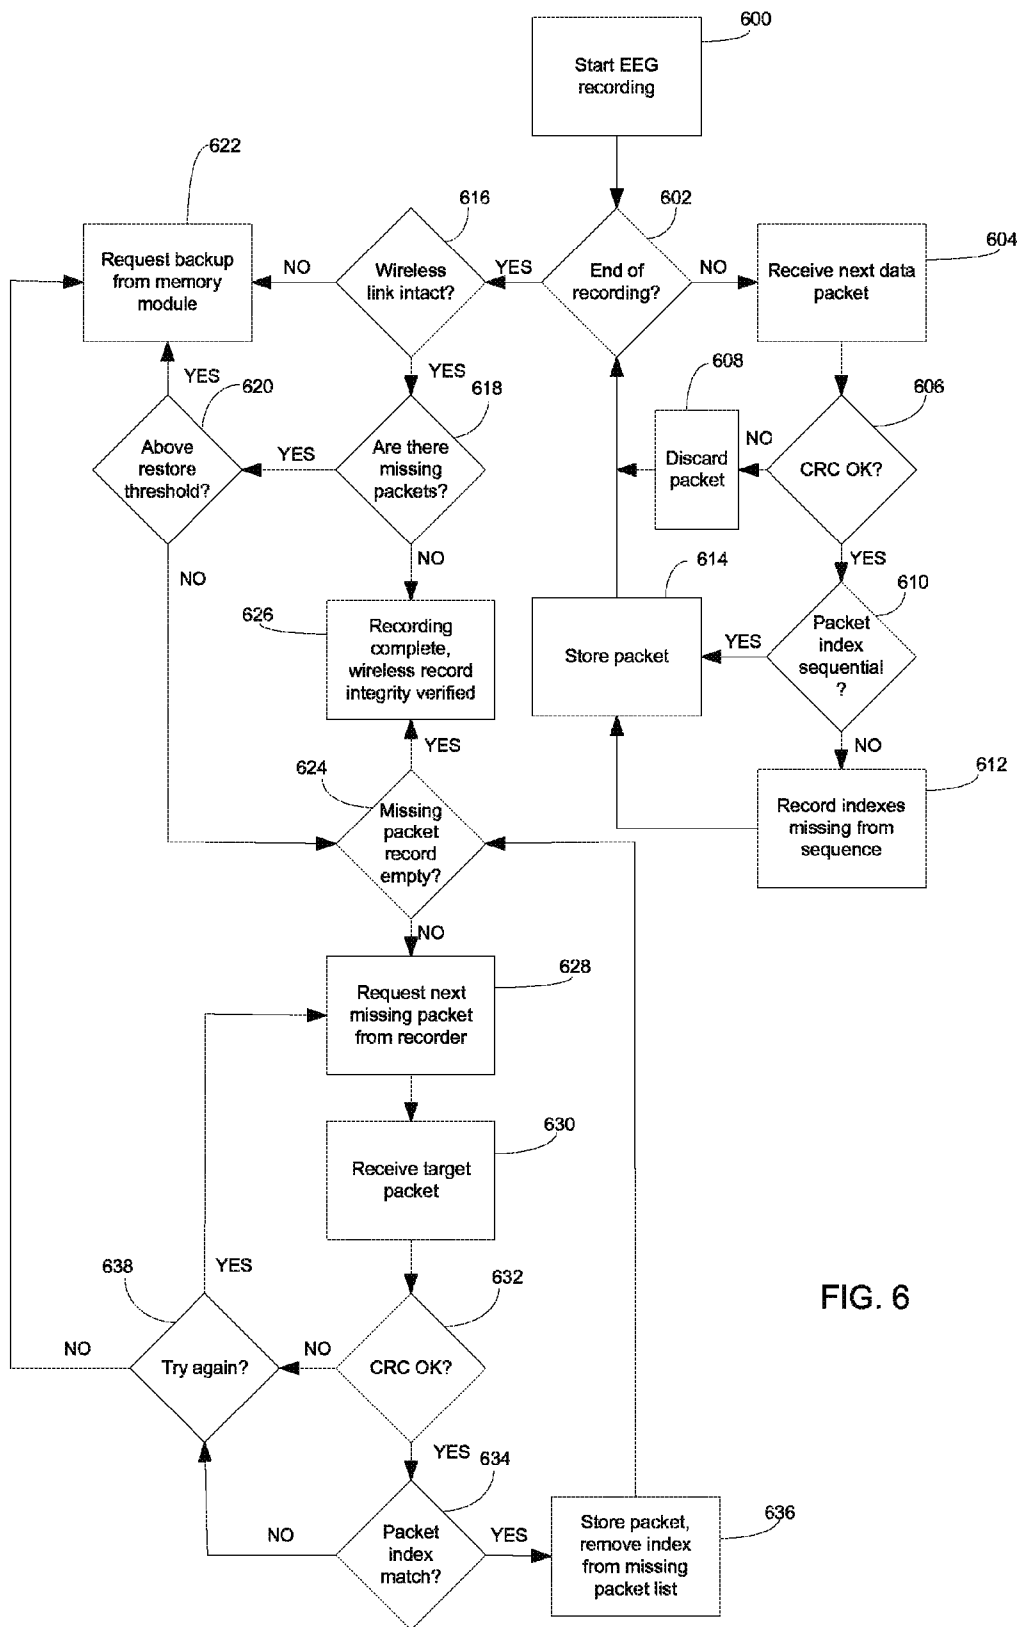 600
Start EEG
recording
622
616
602
604
Request backup
from memory
module
NO
Wireless
link intact?
YES
End of
recording?
NO
Receive next data
packet
YES
620
YES
618
608
606
Above
restore
threshold?
YES
Are there
missing
packets?
Discard
packet
NO
CRC OK?
NO
NO
YES
614
610
626
Recording
complete,
wireless record
integrity verified
Store packet
YES
Packet
index
sequential
?
YES
NO
624
612
Missing
packet
record
empty?
Record indexes
missing from
sequence
NO
628
Request next
missing packet
from recorder
630
Receive target
packet
638
YES
632
FIG. 6
NO
Try again?
NO
CRC OK?
YES
634
636
NO
Packet
index
match?
YES
Store packet,
remove index
from missing
packet list